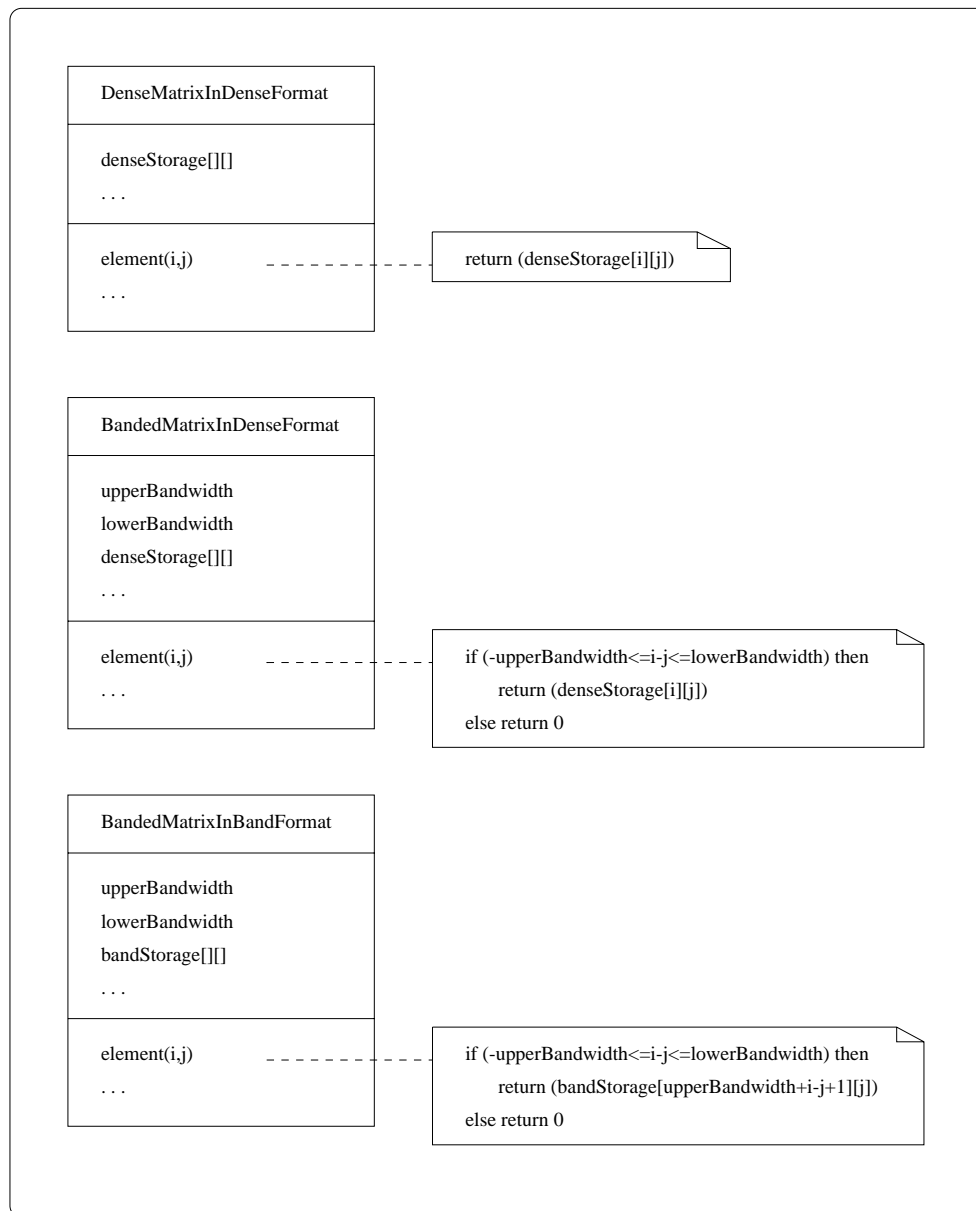 DenseMatrixInDenseFormat
denseStorage[][]
. . .
element(i,j)
return (denseStorage[i][j])
. . .
BandedMatrixInDenseFormat
upperBandwidth
lowerBandwidth
denseStorage[][]
. . .
element(i,j)
. . .
if (-upperBandwidth<=i-j<=lowerBandwidth) then
return (denseStorage[i][j])
else return 0
BandedMatrixInBandFormat
upperBandwidth
lowerBandwidth
bandStorage[][]
. . .
element(i,j)
. . .
if (-upperBandwidth<=i-j<=lowerBandwidth) then
return (bandStorage[upperBandwidth+i-j+1][j])
else return 0